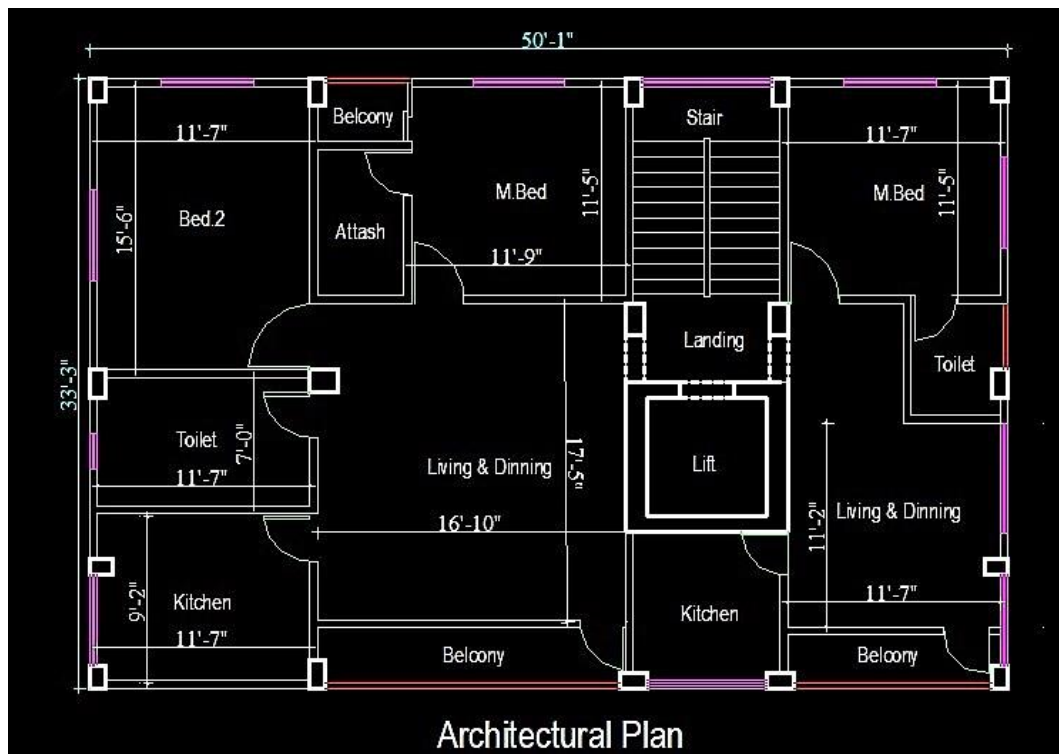 50'-1"
Belcony
Stair
11'-7"
11'-7"
M.Bed
M.Bed
11'-5"
11'-5"
Bed.2
15'-6"
Attash
11'-9"
Landing
Toilet
33'-3"
Toilet
7'-0"
11'-7"
Living & Dinning
17'-5"
Lift
16'-10"
Living & Dinning
11'-2"
Kitchen
9'-2"
11'-7"
Kitchen
11'-7"
Belcony
Belcony
Architectural Plan